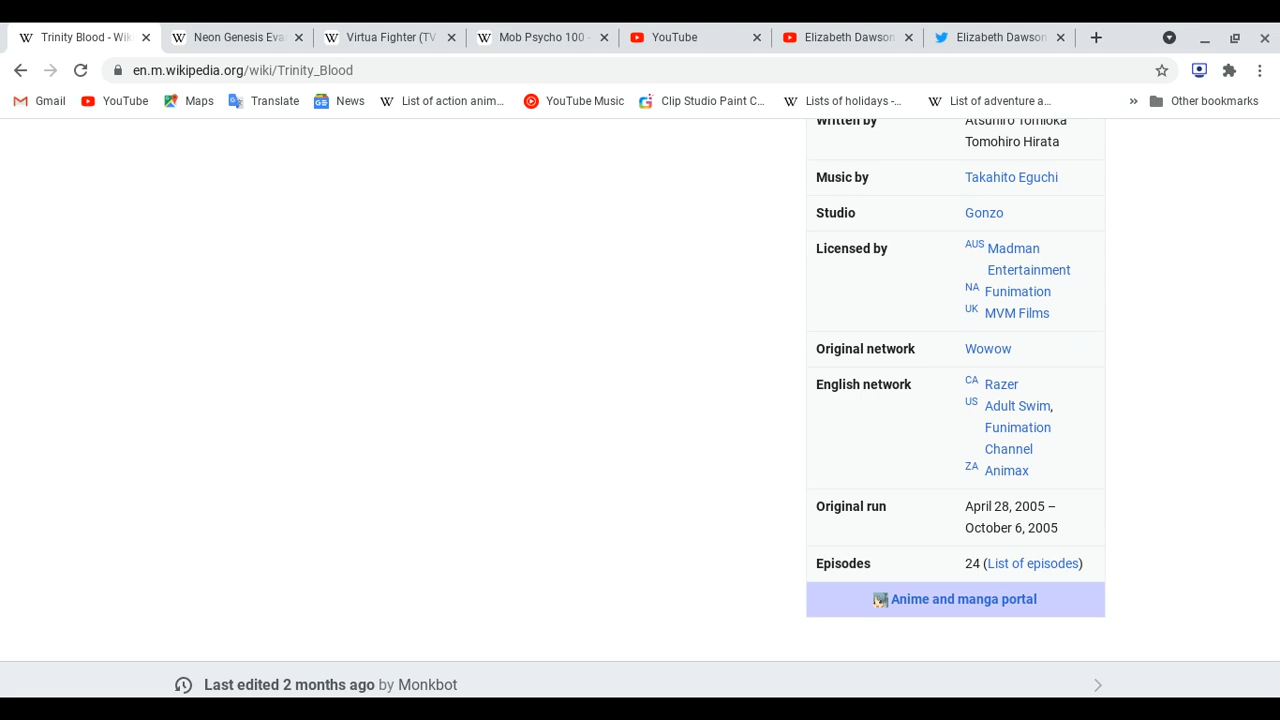 Trinity Blood - Wiki
Neon Genesis Eva
Virtua Fighter (TV
Mob Psycho 100 -
YouTube
Elizabeth Dawson
Elizabeth Dawson
en.m.wikipedia.org/wiki/Trinity_Blood
Gmail
YouTube
Maps
Translate
News
List of action anim...
YouTube Music
Clip Studio Paint C...
Lists of holidays -...
List of adventure a...
» Other bookmarks
Written by Atsuhiro Tomioka
Tomohiro Hirata
Music by Takahito Eguchi
Studio Gonzo
Licensed by AUS Madman
Entertainment
NA Funimation
UK MVM Films
Original network Wowow
English network CA Razer
US Adult Swim,
Funimation
Channel
ZA Animax
Original run April 28, 2005 –
October 6, 2005
Episodes 24 (List of episodes)
Anime and manga portal
Last edited 2 months ago by Monkbot